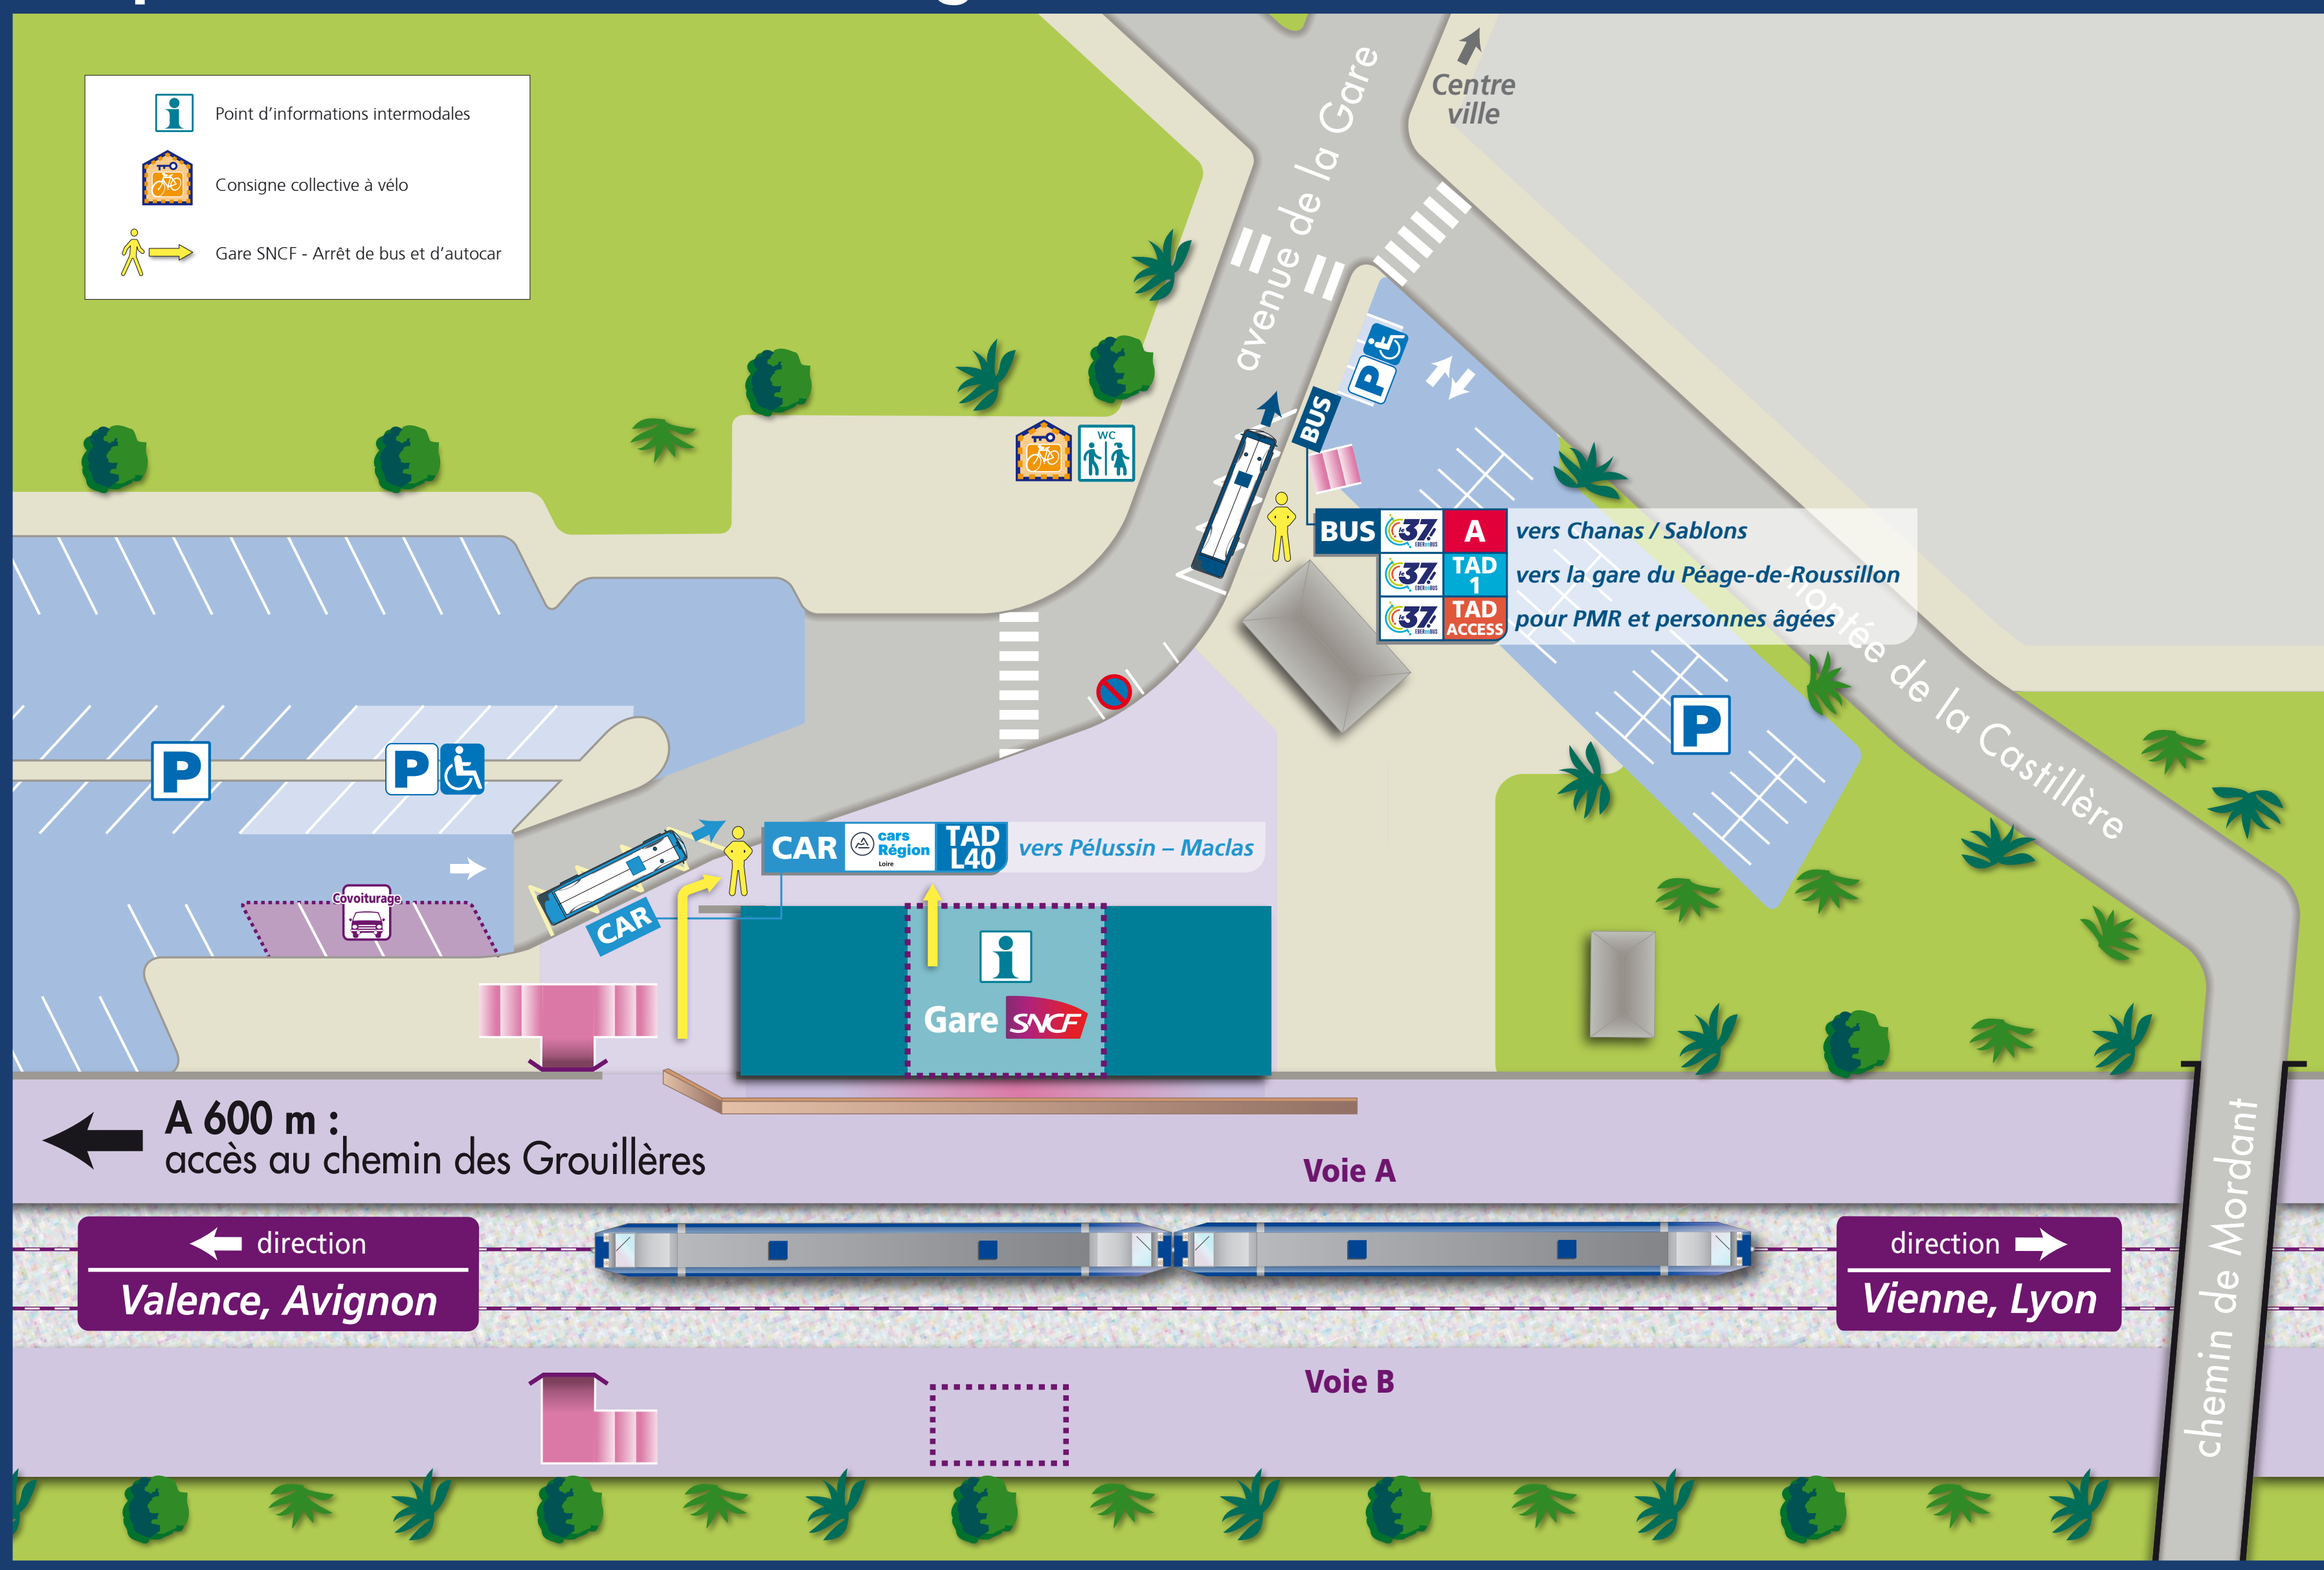 Point d'informations intermodales
Consigne collective à vélo
Gare SNCF - Arrêt de bus et d'autocar
Centre
ville
avenue de la Gare
WC
P
BUS
BUS 37! A vers Chanas / Sablons
37! TAD 1 vers la gare du Péage-de-Roussillon
37! TAD ACCESS pour PMR et personnes âgées
montée de la Castillère
P
P
P
Covoiturage
CAR
CAR cars Région Loire TAD L40 vers Pélussin – Maclas
i
Gare SNCF
A 600 m :
accès au chemin des Grouillères
Voie A
direction
Valence, Avignon
direction
Vienne, Lyon
Voie B
chemin de Mordant